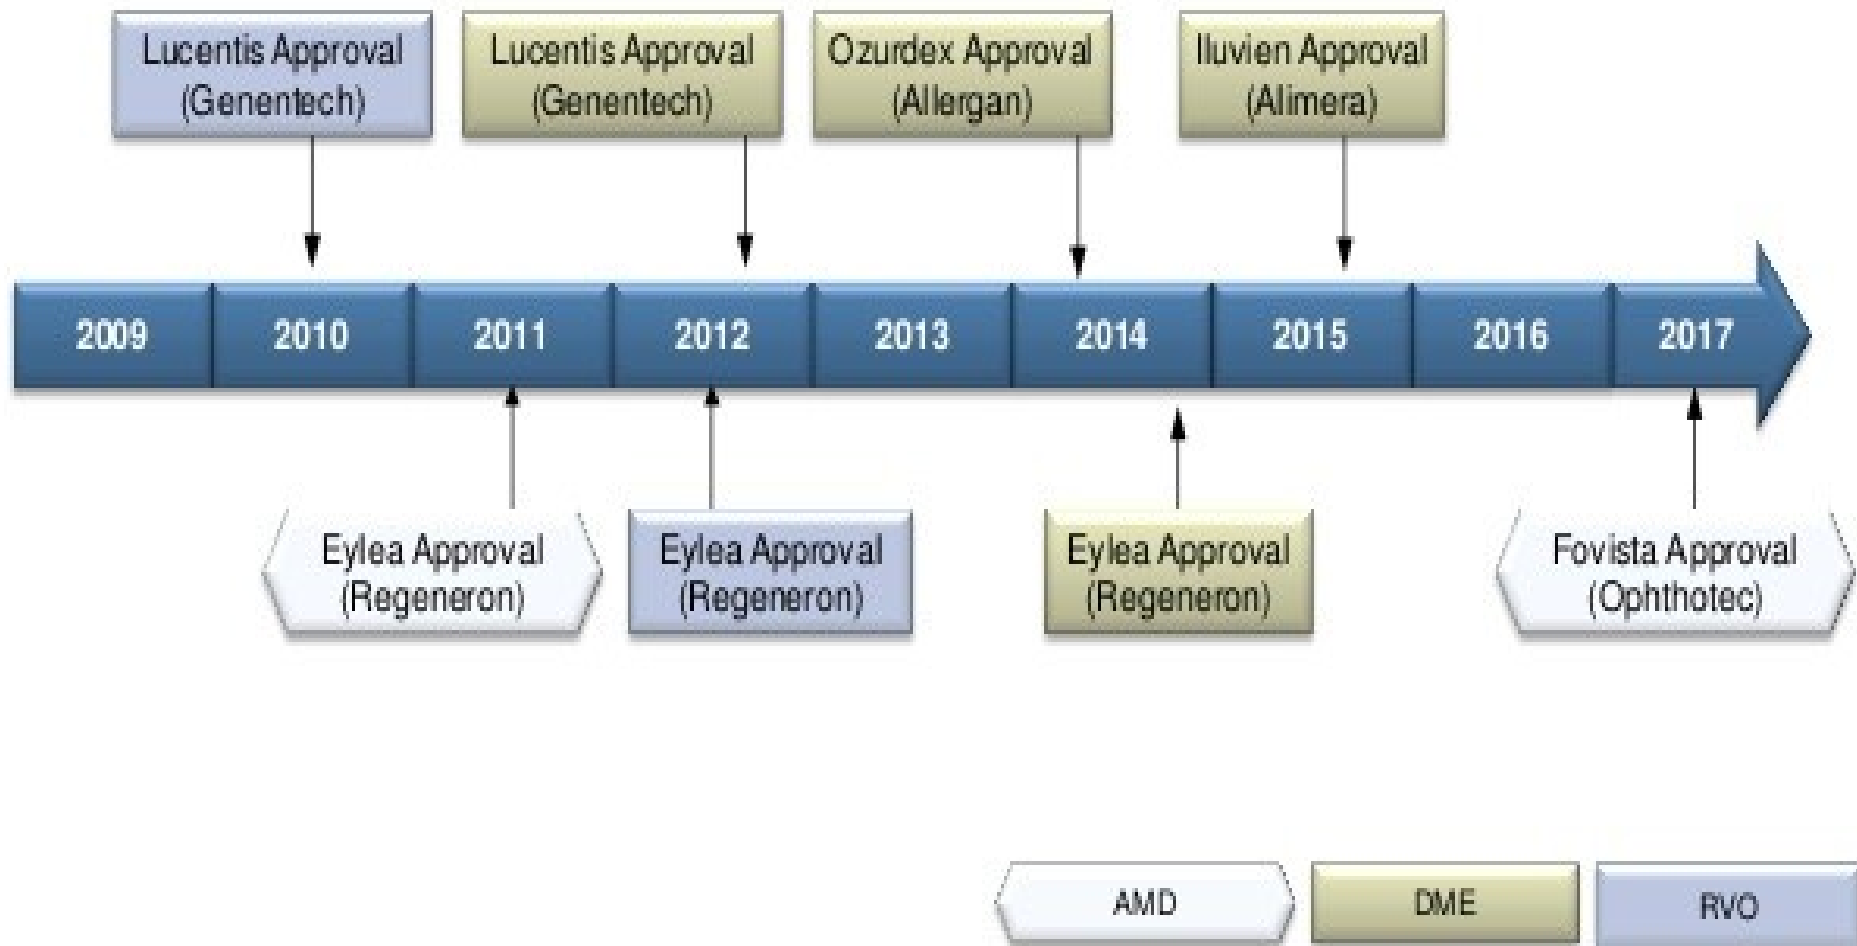 Lucentis Approval
(Genentech)
Lucentis Approval
(Genentech)
Ozurdex Approval
(Allergan)
Iluvien Approval
(Alimera)
2009
2010
2011
2012
2013
2014
2015
2016
2017
Eylea Approval
(Regeneron)
Eylea Approval
(Regeneron)
Eylea Approval
(Regeneron)
Fovista Approval
(Ophthotec)
AMD
DME
RVO